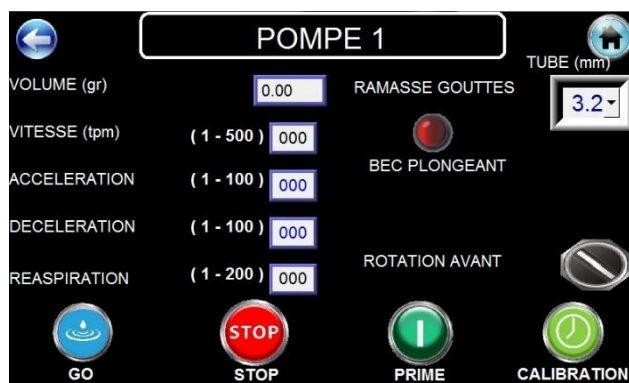 POMPE 1
TUBE (mm)
VOLUME (gr) 0.00 RAMASSE GOUTTES 3.2
VITESSE (tpm) ( 1 - 500 ) 000
BEC PLONGEANT
ACCELERATION ( 1 - 100 ) 000
DECELERATION ( 1 - 100 ) 000
ROTATION AVANT
REASPIRATION ( 1 - 200 ) 000
STOP
GO STOP PRIME CALIBRATION